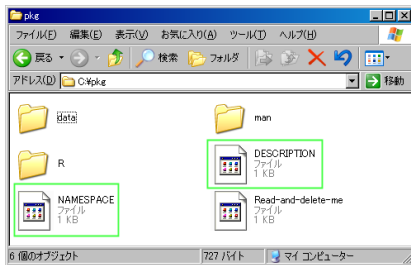 pkg
ファイル(F) 編集(E) 表示(V) お気に入り(A) ツール(T) ヘルプ(H)
戻る 検索 フォルダ
アドレス(D) C:¥pkg 移動
data
man
R
DESCRIPTION
ファイル
1 KB
NAMESPACE
ファイル
1 KB
Read-and-delete-me
ファイル
1 KB
6 個のオブジェクト 727 バイト マイ コンピューター